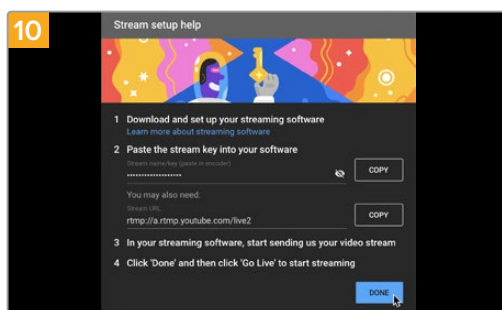 10
Stream setup help
1 Download and set up your streaming software
Learn more about streaming software
2 Paste the stream key into your software
Stream name/key (paste in encoder)
•••••••••••••••••••
COPY
You may also need:
Stream URL
rtmp://a.rtmp.youtube.com/live2
COPY
3 In your streaming software, start sending us your video stream
4 Click 'Done' and then click 'Go Live' to start streaming
DONE